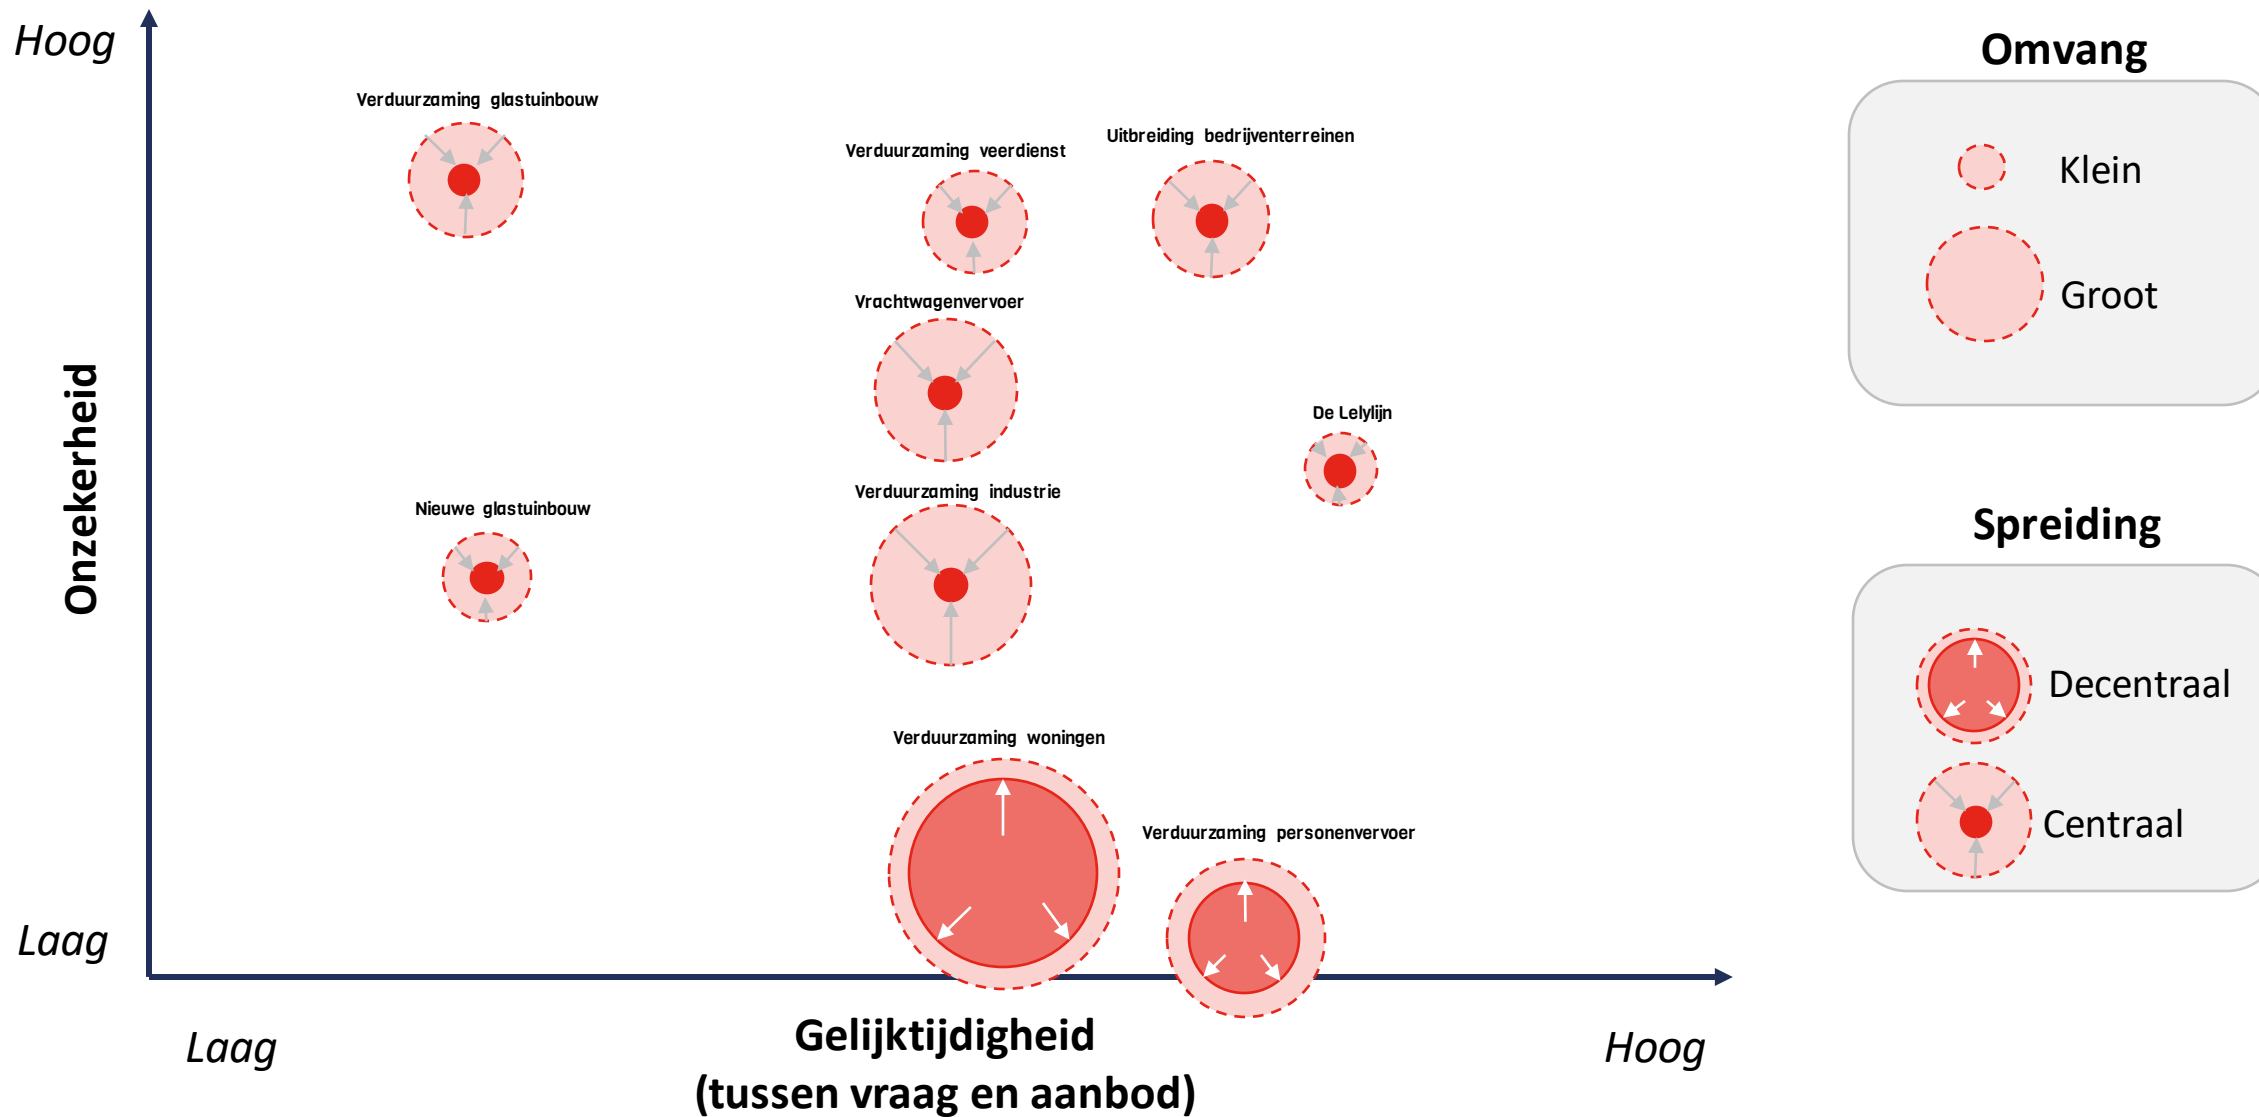 Hoog
Omvang
Verduurzaming glastuinbouw
Uitbreiding bedrijventerreinen
Verduurzaming veerdienst
Klein
Groot
Vrachtwagenvervoer
De Lelylijn
Onzekerheid
Verduurzaming industrie
Nieuwe glastuinbouw
Spreiding
Decentraal
Verduurzaming woningen
Verduurzaming personenvervoer
Centraal
Laag
Laag
Gelijktijdigheid
(tussen vraag en aanbod)
Hoog